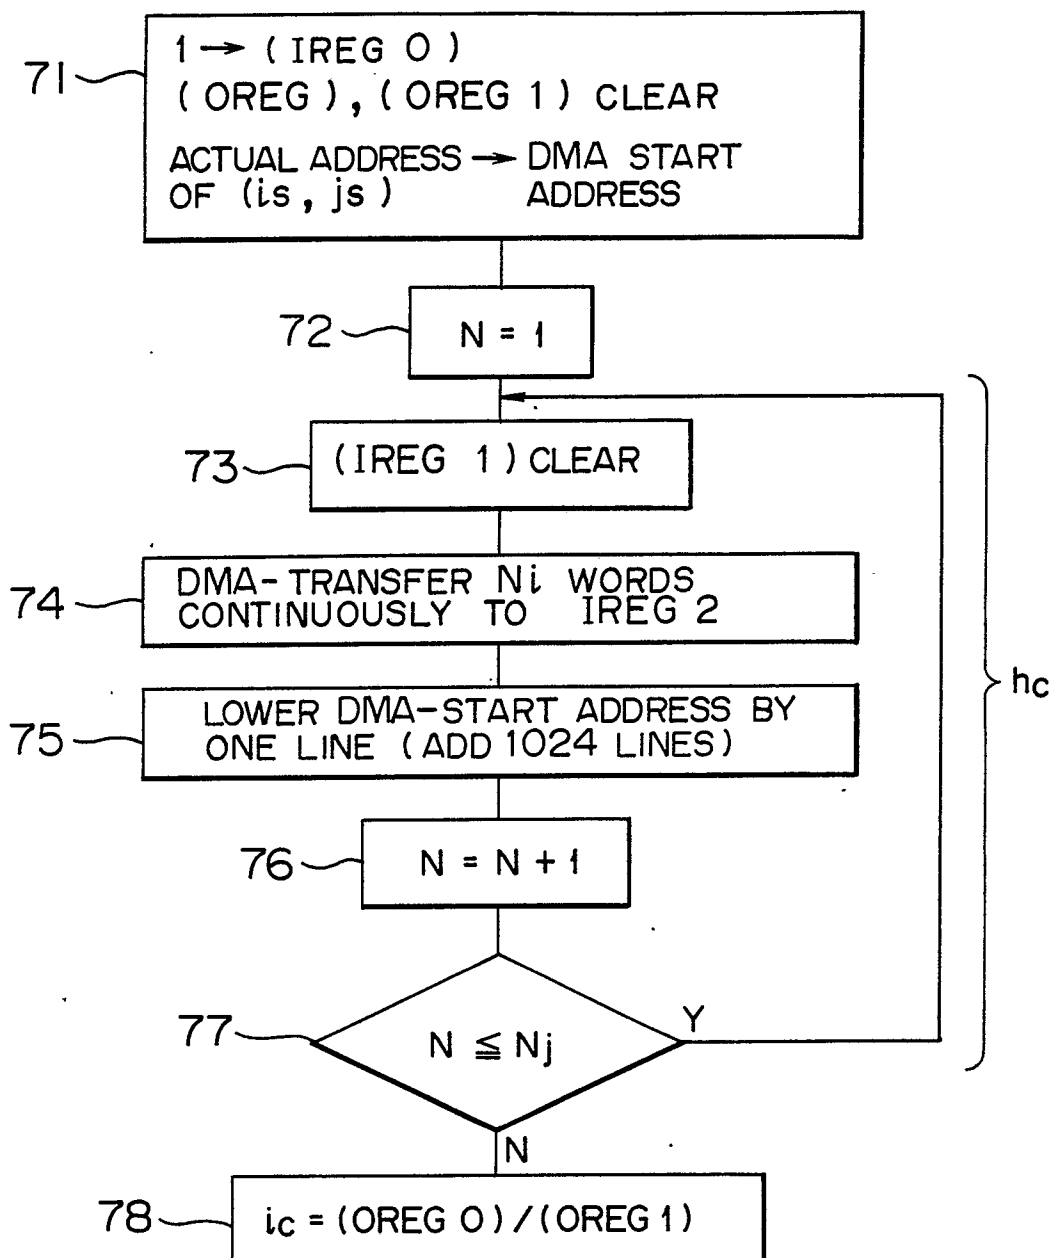 71
1 → (IREG 0)
(OREG), (OREG 1) CLEAR
ACTUAL ADDRESS → DMA START
OF (is, js) ADDRESS
72
N = 1
73
(IREG 1) CLEAR
74
DMA-TRANSFER Ni WORDS
CONTINUOUSLY TO IREG 2
75
LOWER DMA-START ADDRESS BY
ONE LINE (ADD 1024 LINES)
hc
76
N = N + 1
77
N ≦ Nj
Y
N
78
ic = (OREG 0)/(OREG 1)